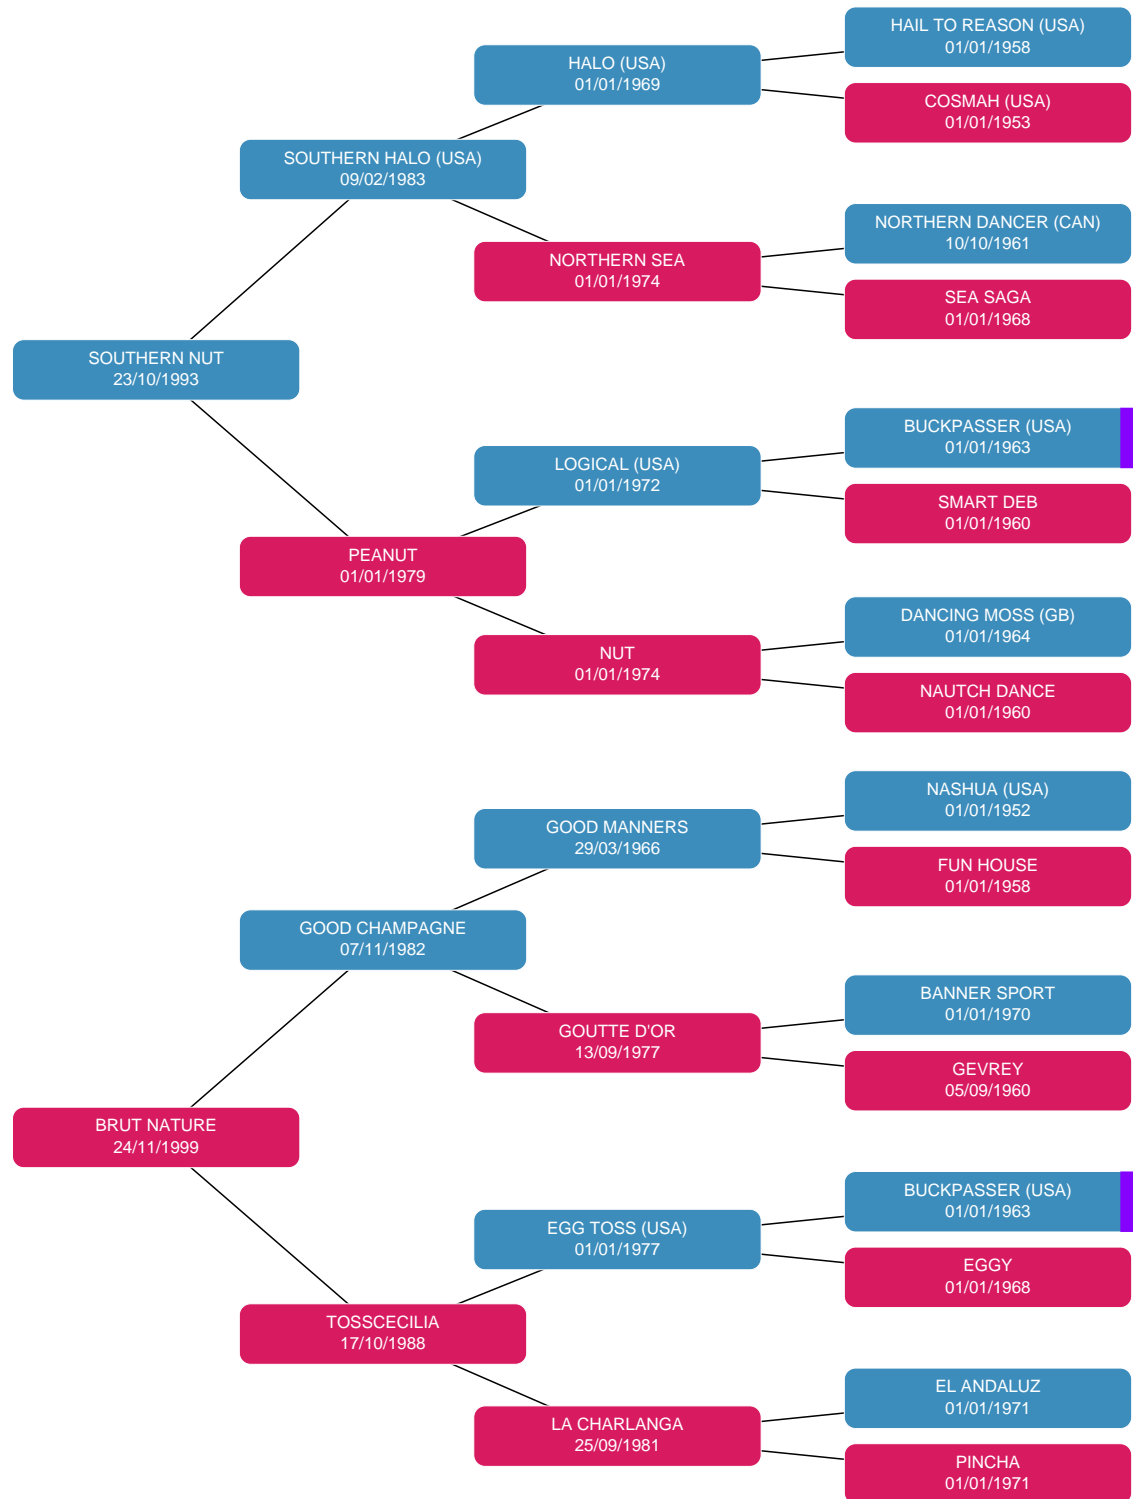 HAIL TO REASON (USA)
01/01/1958
HALO (USA)
01/01/1969
COSMAH (USA)
01/01/1953
SOUTHERN HALO (USA)
09/02/1983
NORTHERN DANCER (CAN)
10/10/1961
NORTHERN SEA
01/01/1974
SEA SAGA
01/01/1968
SOUTHERN NUT
23/10/1993
BUCKPASSER (USA)
01/01/1963
LOGICAL (USA)
01/01/1972
SMART DEB
01/01/1960
PEANUT
01/01/1979
DANCING MOSS (GB)
01/01/1964
NUT
01/01/1974
NAUTCH DANCE
01/01/1960
NASHUA (USA)
01/01/1952
GOOD MANNERS
29/03/1966
FUN HOUSE
01/01/1958
GOOD CHAMPAGNE
07/11/1982
BANNER SPORT
01/01/1970
GOUTTE D'OR
13/09/1977
GEVREY
05/09/1960
BRUT NATURE
24/11/1999
BUCKPASSER (USA)
01/01/1963
EGG TOSS (USA)
01/01/1977
EGGY
01/01/1968
TOSSCECILIA
17/10/1988
EL ANDALUZ
01/01/1971
LA CHARLANGA
25/09/1981
PINCHA
01/01/1971